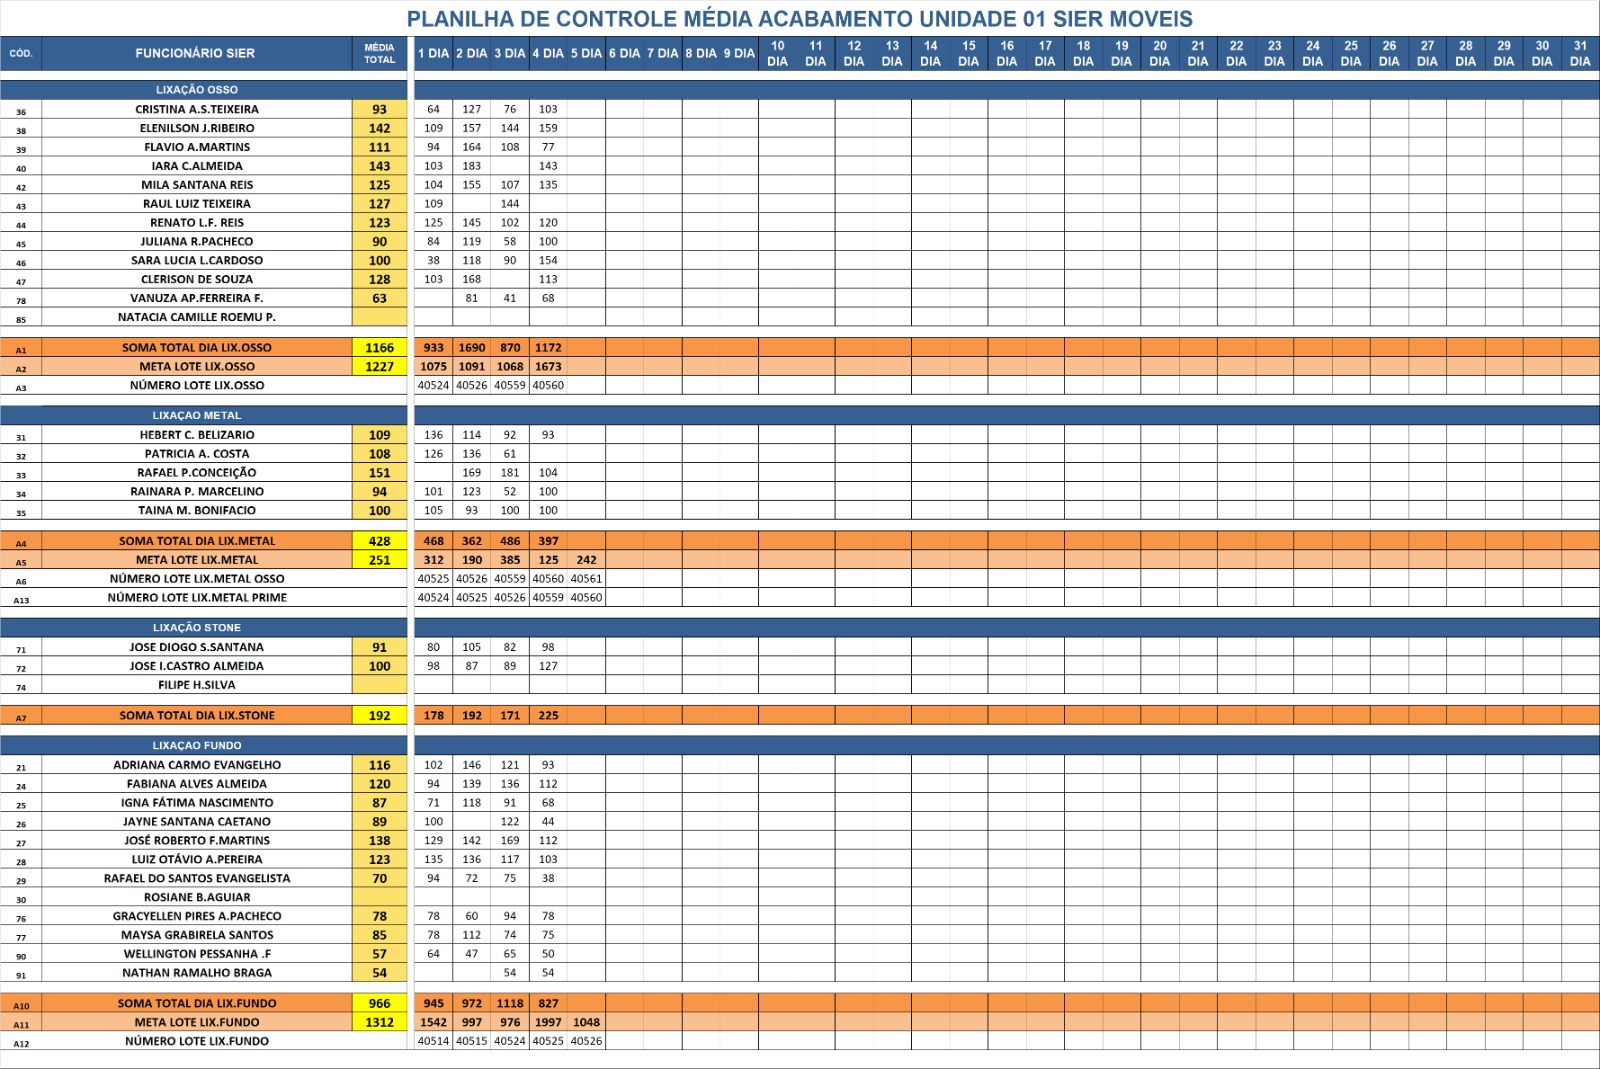 PLANILHA DE CONTROLE MÉDIA ACABAMENTO UNIDADE 01 SIER MOVEIS
CÓD. FUNCIONÁRIO SIER MÉDIA TOTAL 1 DIA 2 DIA 3 DIA 4 DIA 5 DIA 6 DIA 7 DIA 8 DIA 9 DIA 10 DIA 11 DIA 12 DIA 13 DIA 14 DIA 15 DIA 16 DIA 17 DIA 18 DIA 19 DIA 20 DIA 21 DIA 22 DIA 23 DIA 24 DIA 25 DIA 26 DIA 27 DIA 28 DIA 29 DIA 30 DIA 31 DIA
LIXAÇÃO OSSO
36 CRISTINA A.S.TEIXEIRA 93 64 127 76 103
38 ELENILSON J.RIBEIRO 142 109 157 144 159
39 FLAVIO A.MARTINS 111 94 164 108 77
40 IARA C.ALMEIDA 143 103 183 143
42 MILA SANTANA REIS 125 104 155 107 135
43 RAUL LUIZ TEIXEIRA 127 109 144
44 RENATO L.F. REIS 123 125 145 102 120
45 JULIANA R.PACHECO 90 84 119 58 100
46 SARA LUCIA L.CARDOSO 100 38 118 90 154
47 CLERISON DE SOUZA 128 103 168 113
78 VANUZA AP.FERREIRA F. 63 81 41 68
85 NATACIA CAMILLE ROEMU P.
A1 SOMA TOTAL DIA LIX.OSSO 1166 933 1690 870 1172
A2 META LOTE LIX.OSSO 1227 1075 1091 1068 1673
A3 NÚMERO LOTE LIX.OSSO 40524 40526 40559 40560
LIXAÇAO METAL
31 HEBERT C. BELIZARIO 109 136 114 92 93
32 PATRICIA A. COSTA 108 126 136 61
33 RAFAEL P.CONCEIÇÃO 151 169 181 104
34 RAINARA P. MARCELINO 94 101 123 52 100
35 TAINA M. BONIFACIO 100 105 93 100 100
A4 SOMA TOTAL DIA LIX.METAL 428 468 362 486 397
A5 META LOTE LIX.METAL 251 312 190 385 125 242
A6 NÚMERO LOTE LIX.METAL OSSO 40525 40526 40559 40560 40561
A13 NÚMERO LOTE LIX.METAL PRIME 40524 40525 40526 40559 40560
LIXAÇÃO STONE
71 JOSE DIOGO S.SANTANA 91 80 105 82 98
72 JOSE I.CASTRO ALMEIDA 100 98 87 89 127
74 FILIPE H.SILVA
A7 SOMA TOTAL DIA LIX.STONE 192 178 192 171 225
LIXAÇAO FUNDO
21 ADRIANA CARMO EVANGELHO 116 102 146 121 93
24 FABIANA ALVES ALMEIDA 120 94 139 136 112
25 IGNA FÁTIMA NASCIMENTO 87 71 118 91 68
26 JAYNE SANTANA CAETANO 89 100 122 44
27 JOSÉ ROBERTO F.MARTINS 138 129 142 169 112
28 LUIZ OTÁVIO A.PEREIRA 123 135 136 117 103
29 RAFAEL DO SANTOS EVANGELISTA 70 94 72 75 38
30 ROSIANE B.AGUIAR
76 GRACYELLEN PIRES A.PACHECO 78 78 60 94 78
77 MAYSA GRABIRELA SANTOS 85 78 112 74 75
90 WELLINGTON PESSANHA .F 57 64 47 65 50
91 NATHAN RAMALHO BRAGA 54 54 54
A10 SOMA TOTAL DIA LIX.FUNDO 966 945 972 1118 827
A11 META LOTE LIX.FUNDO 1312 1542 997 976 1997 1048
A12 NÚMERO LOTE LIX.FUNDO 40514 40515 40524 40525 40526